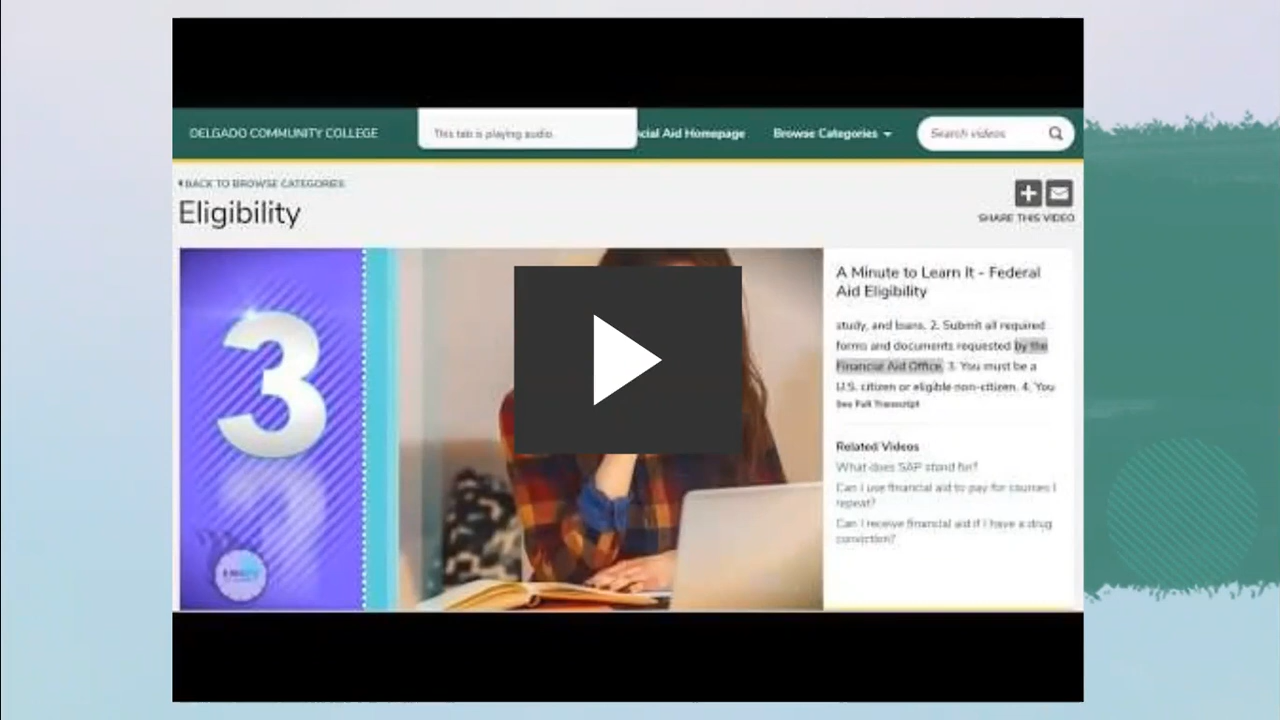 DELGADO COMMUNITY COLLEGE
This tab is playing audio.
cial Aid Homepage
Browse Categories
Search videos
BACK TO BROWSE CATEGORIES
Eligibility
SHARE THIS VIDEO
3
A Minute to Learn It - Federal
Aid Eligibility
study, and loans. 2. Submit all required
forms and documents requested by the
Financial Aid Office. 3. You must be a
U.S. citizen or eligible non-citizen. 4. You
See Full Transcript
Related Videos
What does SAP stand for?
Can I use financial aid to pay for courses I
repeat?
Can I receive financial aid if I have a drug
conviction?